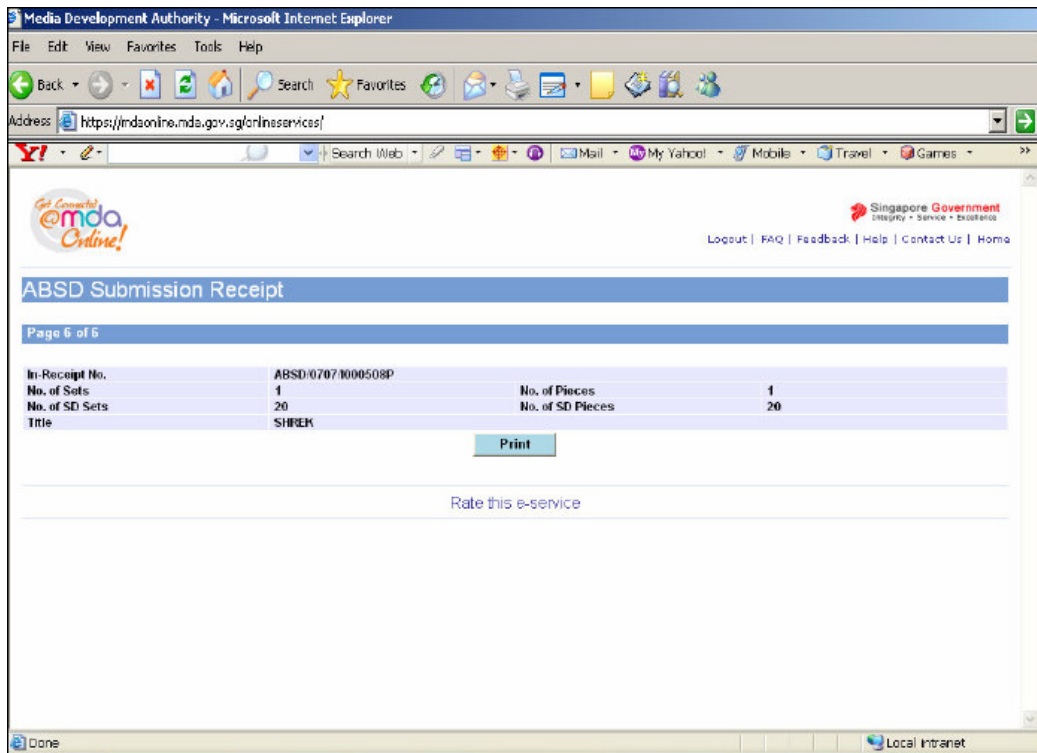 Media Development Authority - Microsoft Internet Explorer
File Edit View Favorites Tools Help
Back Search Favorites
Address https://mdaonline.mda.gov.sg/onlineservices/
Y! Search Web Mail My Yahoo! Mobile Travel Games >>
Get Connected
@mda Online!
Singapore Government
Integrity • Service • Excellence
Logout | FAQ | Feedback | Help | Contact Us | Home
ABSD Submission Receipt
Page 6 of 6
In-Receipt No. ABSD/0707/1000508P
No. of Sets 1 No. of Pieces 1
No. of SD Sets 20 No. of SD Pieces 20
Title SHREK
Print
Rate this e-service
Done Local intranet